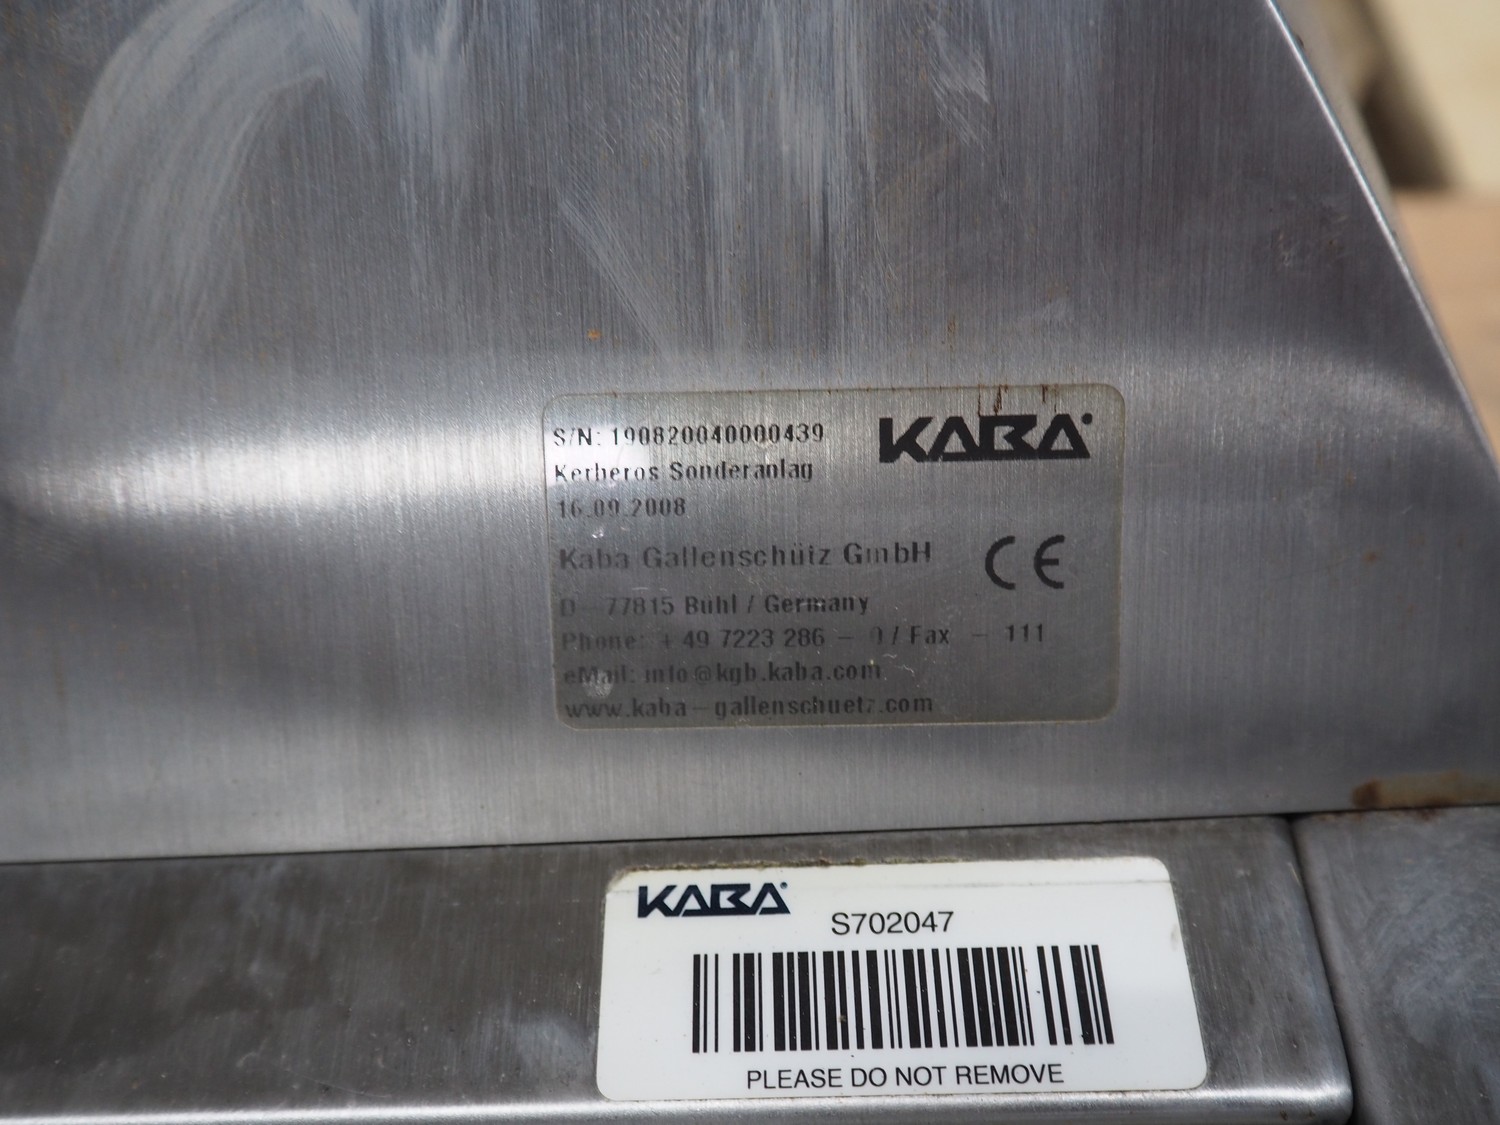 S/N: 190820040000439
KABA
Kerberos Sonderanlag
16.09.2008
Kaba Gallenschütz GmbH
CE
D - 77815 Bühl / Germany
Phone: + 49 7223 286 - 0 / Fax - 111
eMail: info@kgb.kaba.com
www.kaba-gallenschuetz.com
KABA
S702047
PLEASE DO NOT REMOVE